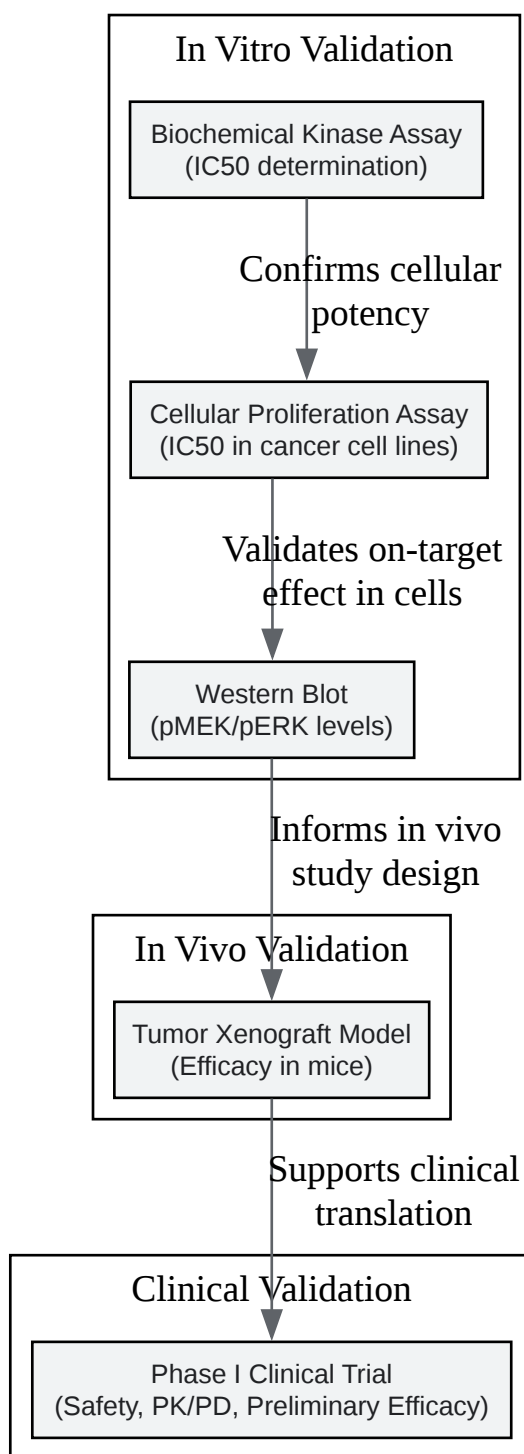 In Vitro Validation
Biochemical Kinase Assay
(IC50 determination)
Confirms cellular
potency
Cellular Proliferation Assay
(IC50 in cancer cell lines)
Validates on-target
effect in cells
Western Blot
(pMEK/pERK levels)
Informs in vivo
study design
In Vivo Validation
Tumor Xenograft Model
(Efficacy in mice)
Supports clinical
translation
Clinical Validation
Phase I Clinical Trial
(Safety, PK/PD, Preliminary Efficacy)